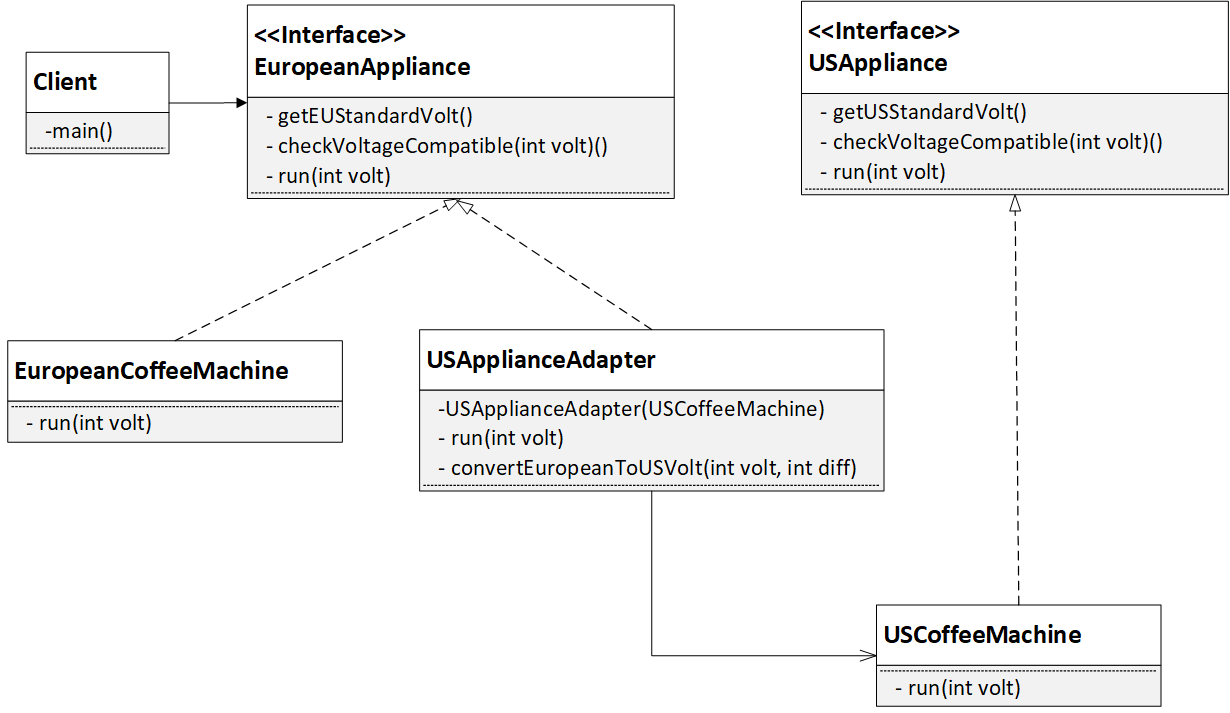 Client
-main()
<<Interface>>
EuropeanAppliance
- getEUStandardVolt()
- checkVoltageCompatible(int volt)()
- run(int volt)
<<Interface>>
USAppliance
- getUSStandardVolt()
- checkVoltageCompatible(int volt)()
- run(int volt)
EuropeanCoffeeMachine
- run(int volt)
USApplianceAdapter
-USApplianceAdapter(USCoffeeMachine)
- run(int volt)
- convertEuropeanToUSVolt(int volt, int diff)
USCoffeeMachine
- run(int volt)